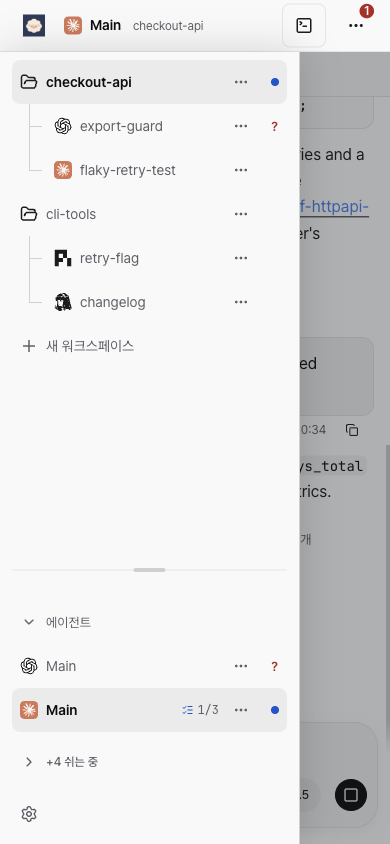 Main checkout-api
1
checkout-api
export-guard ?
flaky-retry-test
cli-tools
retry-flag
changelog
+ 새 워크스페이스
;
ies and a
f-httpapi-
er's
ed
0:34
ys_total
trics.
개
에이전트
Main ?
Main 1/3
+4 쉬는 중
.5